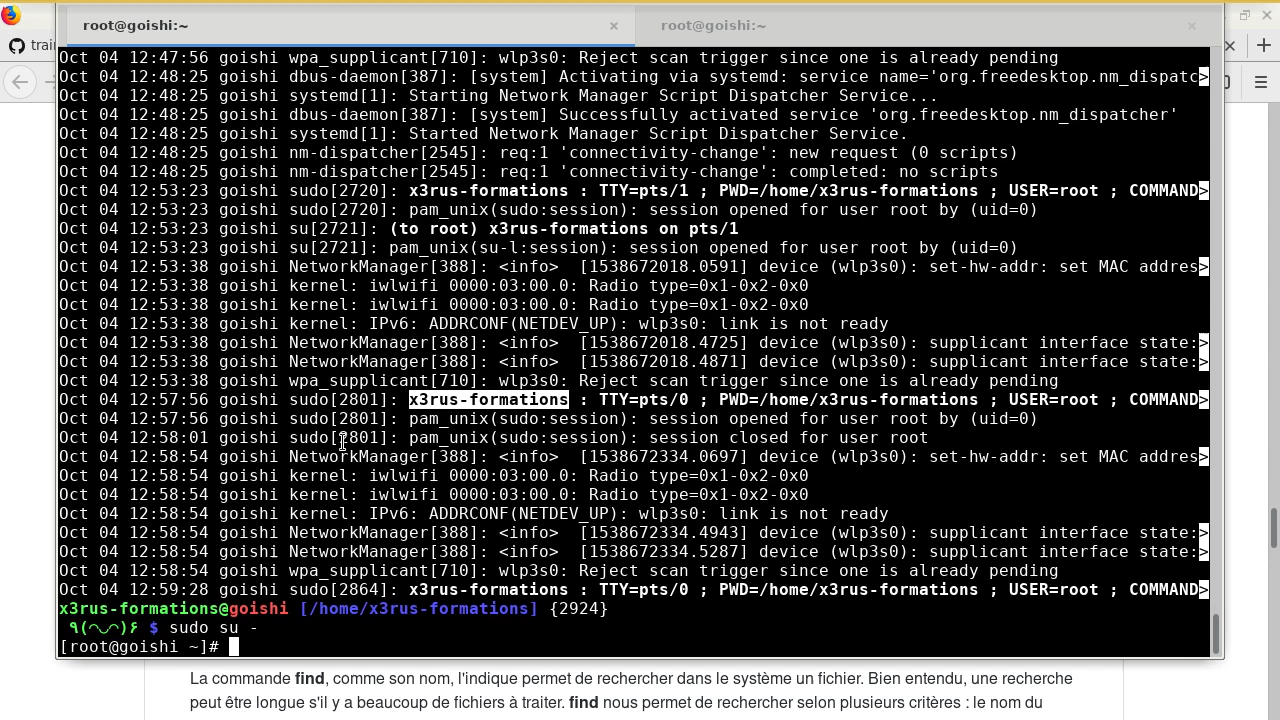 root@goishi:~ × root@goishi:~ ×
trai
Oct 04 12:47:56 goishi wpa_supplicant[710]: wlp3s0: Reject scan trigger since one is already pending
Oct 04 12:48:25 goishi dbus-daemon[387]: [system] Activating via systemd: service name='org.freedesktop.nm_dispatc>
Oct 04 12:48:25 goishi systemd[1]: Starting Network Manager Script Dispatcher Service...
Oct 04 12:48:25 goishi dbus-daemon[387]: [system] Successfully activated service 'org.freedesktop.nm_dispatcher'
Oct 04 12:48:25 goishi systemd[1]: Started Network Manager Script Dispatcher Service.
Oct 04 12:48:25 goishi nm-dispatcher[2545]: req:1 'connectivity-change': new request (0 scripts)
Oct 04 12:48:25 goishi nm-dispatcher[2545]: req:1 'connectivity-change': completed: no scripts
Oct 04 12:53:23 goishi sudo[2720]: x3rus-formations : TTY=pts/1 ; PWD=/home/x3rus-formations ; USER=root ; COMMAND>
Oct 04 12:53:23 goishi sudo[2720]: pam_unix(sudo:session): session opened for user root by (uid=0)
Oct 04 12:53:23 goishi su[2721]: (to root) x3rus-formations on pts/1
Oct 04 12:53:23 goishi su[2721]: pam_unix(su-l:session): session opened for user root by (uid=0)
Oct 04 12:53:38 goishi NetworkManager[388]: <info>  [1538672018.0591] device (wlp3s0): set-hw-addr: set MAC addres>
Oct 04 12:53:38 goishi kernel: iwlwifi 0000:03:00.0: Radio type=0x1-0x2-0x0
Oct 04 12:53:38 goishi kernel: iwlwifi 0000:03:00.0: Radio type=0x1-0x2-0x0
Oct 04 12:53:38 goishi kernel: IPv6: ADDRCONF(NETDEV_UP): wlp3s0: link is not ready
Oct 04 12:53:38 goishi NetworkManager[388]: <info>  [1538672018.4725] device (wlp3s0): supplicant interface state:>
Oct 04 12:53:38 goishi NetworkManager[388]: <info>  [1538672018.4871] device (wlp3s0): supplicant interface state:>
Oct 04 12:53:38 goishi wpa_supplicant[710]: wlp3s0: Reject scan trigger since one is already pending
Oct 04 12:57:56 goishi sudo[2801]: x3rus-formations : TTY=pts/0 ; PWD=/home/x3rus-formations ; USER=root ; COMMAND>
Oct 04 12:57:56 goishi sudo[2801]: pam_unix(sudo:session): session opened for user root by (uid=0)
Oct 04 12:58:01 goishi sudo[2801]: pam_unix(sudo:session): session closed for user root
Oct 04 12:58:54 goishi NetworkManager[388]: <info>  [1538672334.0697] device (wlp3s0): set-hw-addr: set MAC addres>
Oct 04 12:58:54 goishi kernel: iwlwifi 0000:03:00.0: Radio type=0x1-0x2-0x0
Oct 04 12:58:54 goishi kernel: iwlwifi 0000:03:00.0: Radio type=0x1-0x2-0x0
Oct 04 12:58:54 goishi kernel: IPv6: ADDRCONF(NETDEV_UP): wlp3s0: link is not ready
Oct 04 12:58:54 goishi NetworkManager[388]: <info>  [1538672334.4943] device (wlp3s0): supplicant interface state:>
Oct 04 12:58:54 goishi NetworkManager[388]: <info>  [1538672334.5287] device (wlp3s0): supplicant interface state:>
Oct 04 12:58:54 goishi wpa_supplicant[710]: wlp3s0: Reject scan trigger since one is already pending
Oct 04 12:59:28 goishi sudo[2864]: x3rus-formations : TTY=pts/0 ; PWD=/home/x3rus-formations ; USER=root ; COMMAND>
x3rus-formations@goishi [/home/x3rus-formations] {2924}
٩(◠◡◠)۶ $ sudo su -
[root@goishi ~]#
La commande find, comme son nom, l'indique permet de rechercher dans le système un fichier. Bien entendu, une recherche
peut être longue s'il y a beaucoup de fichiers à traiter. find nous permet de rechercher selon plusieurs critères : le nom du